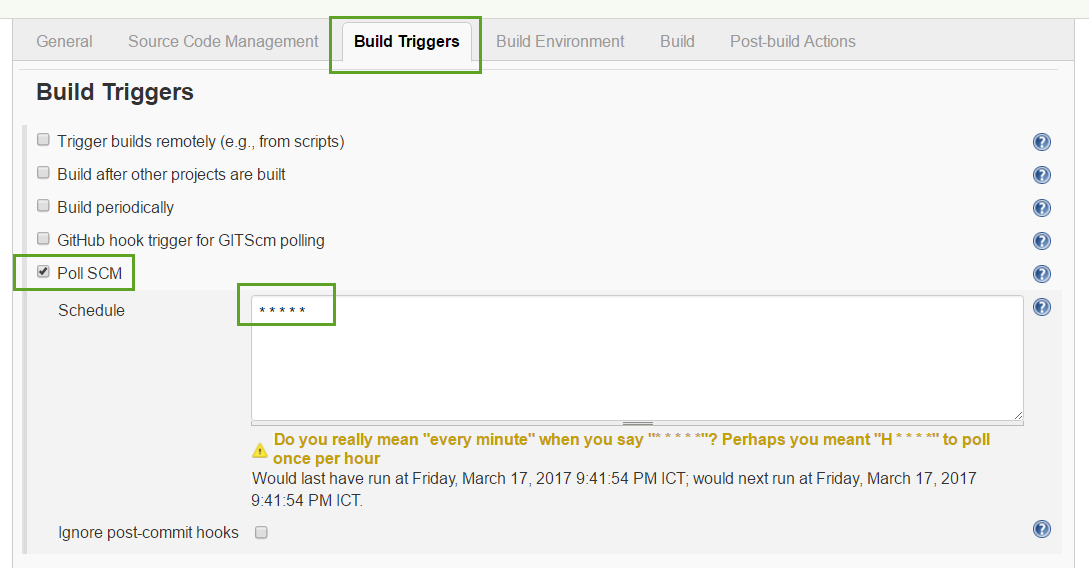 General Source Code Management Build Triggers Build Environment Build Post-build Actions
Build Triggers
Trigger builds remotely (e.g., from scripts)
Build after other projects are built
Build periodically
GitHub hook trigger for GITScm polling
Poll SCM
Schedule
* * * * *
Do you really mean "every minute" when you say "* * * * *"? Perhaps you meant "H * * * *" to poll
once per hour
Would last have run at Friday, March 17, 2017 9:41:54 PM ICT; would next run at Friday, March 17, 2017
9:41:54 PM ICT.
Ignore post-commit hooks